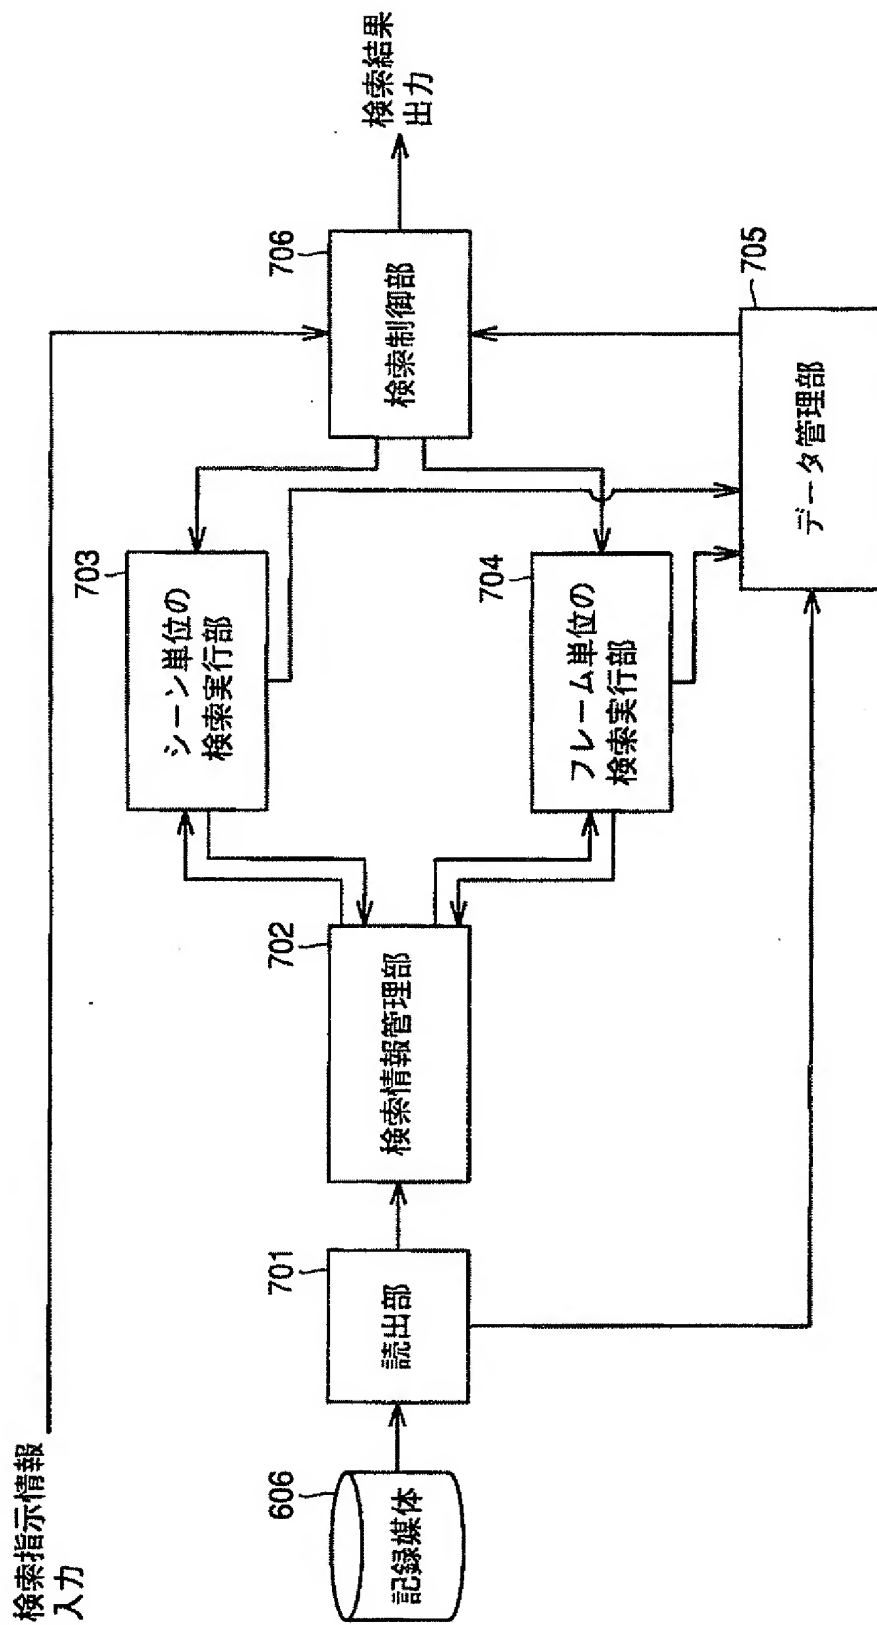 検索指示情報
入力
606
記録媒体
701
読出部
702
検索情報管理部
703
シーン単位の
検索実行部
704
フレーム単位の
検索実行部
705
データ管理部
706
検索制御部
検索結果
出力